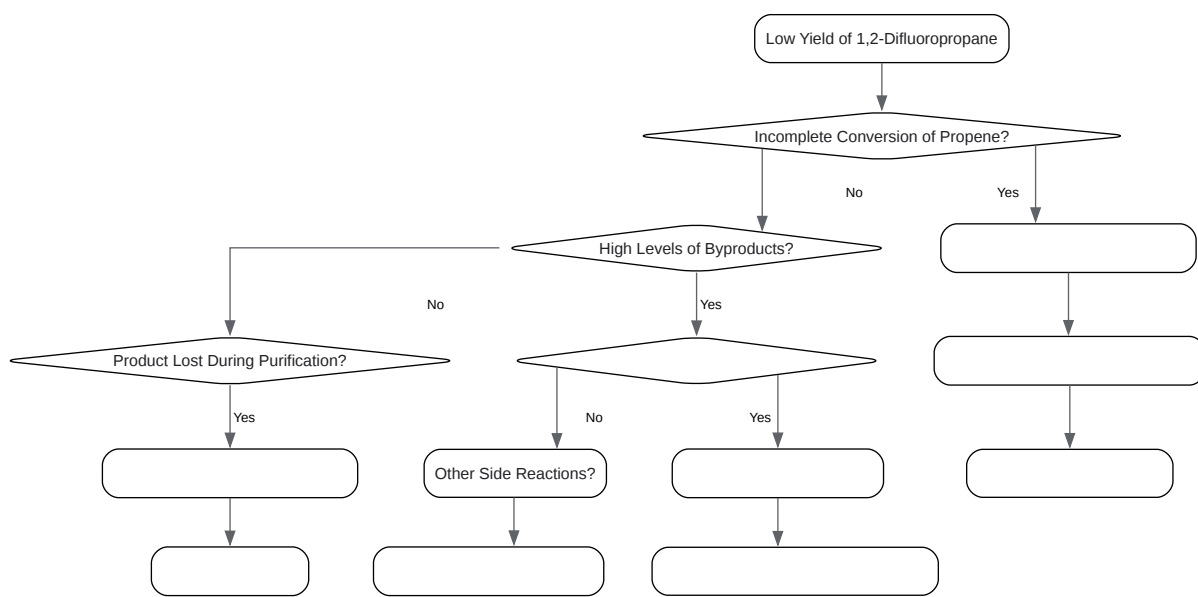 Low Yield of 1,2-Difluoropropane
Incomplete Conversion of Propene?
No
Yes
High Levels of Byproducts?
No
Yes
Product Lost During Purification?
Yes
No
Yes
Other Side Reactions?